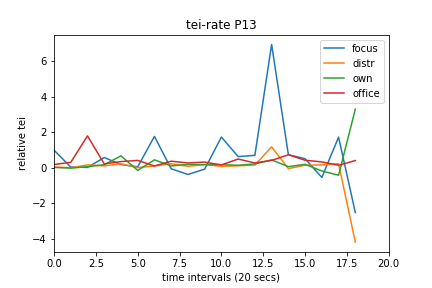 tei-rate P13
focus
distr
own
office
6
4
2
0
−2
−4
relative tei
0.0 2.5 5.0 7.5 10.0 12.5 15.0 17.5 20.0
time intervals (20 secs)